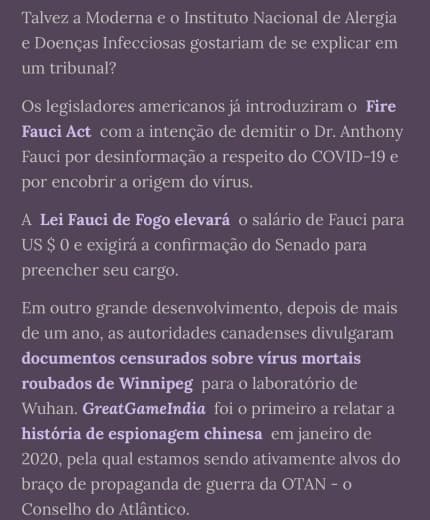 Talvez a Moderna e o Instituto Nacional de Alergia
e Doenças Infecciosas gostariam de se explicar em
um tribunal?
Os legisladores americanos já introduziram o Fire
Fauci Act com a intenção de demitir o Dr. Anthony
Fauci por desinformação a respeito do COVID-19 e
por encobrir a origem do vírus.
A Lei Fauci de Fogo elevará o salário de Fauci para
US $ 0 e exigirá a confirmação do Senado para
preencher seu cargo.
Em outro grande desenvolvimento, depois de mais
de um ano, as autoridades canadenses divulgaram
documentos censurados sobre vírus mortais
roubados de Winnipeg para o laboratório de
Wuhan. GreatGameIndia foi o primeiro a relatar a
história de espionagem chinesa em janeiro de
2020, pela qual estamos sendo ativamente alvos do
braço de propaganda de guerra da OTAN - o
Conselho do Atlântico.